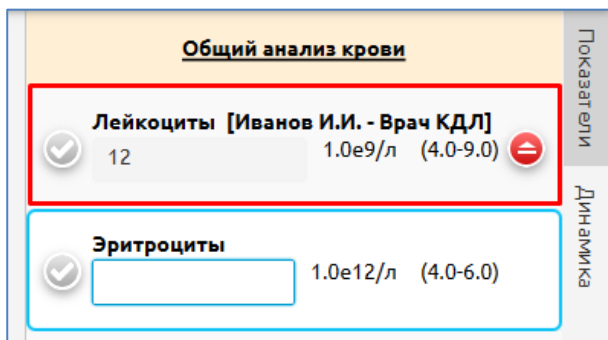 Общий анализ крови
Лейкоциты [Иванов И.И. - Врач КДЛ]
12 1.0e9/л (4.0-9.0)
Эритроциты
1.0e12/л (4.0-6.0)
Показатели
Динамика